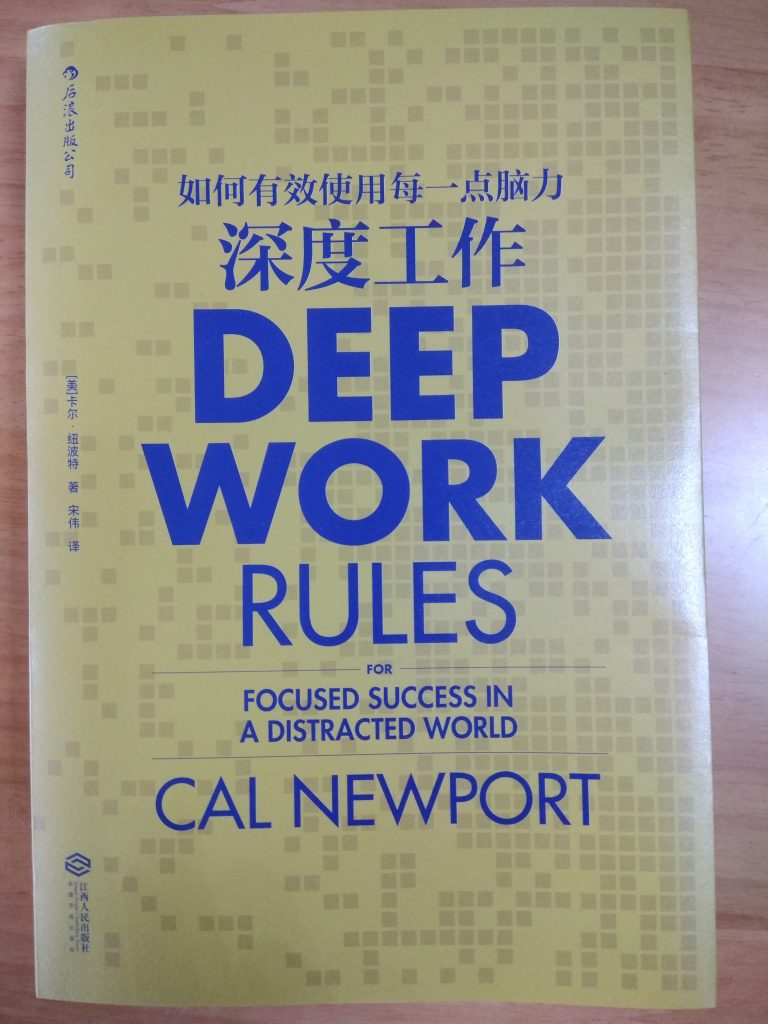 后浪出版公司
如何有效使用每一点脑力
深度工作
DEEP
WORK
RULES
FOR
FOCUSED SUCCESS IN
A DISTRACTED WORLD
CAL NEWPORT
[美]卡尔·纽波特 著 宋伟 译
江西人民出版社